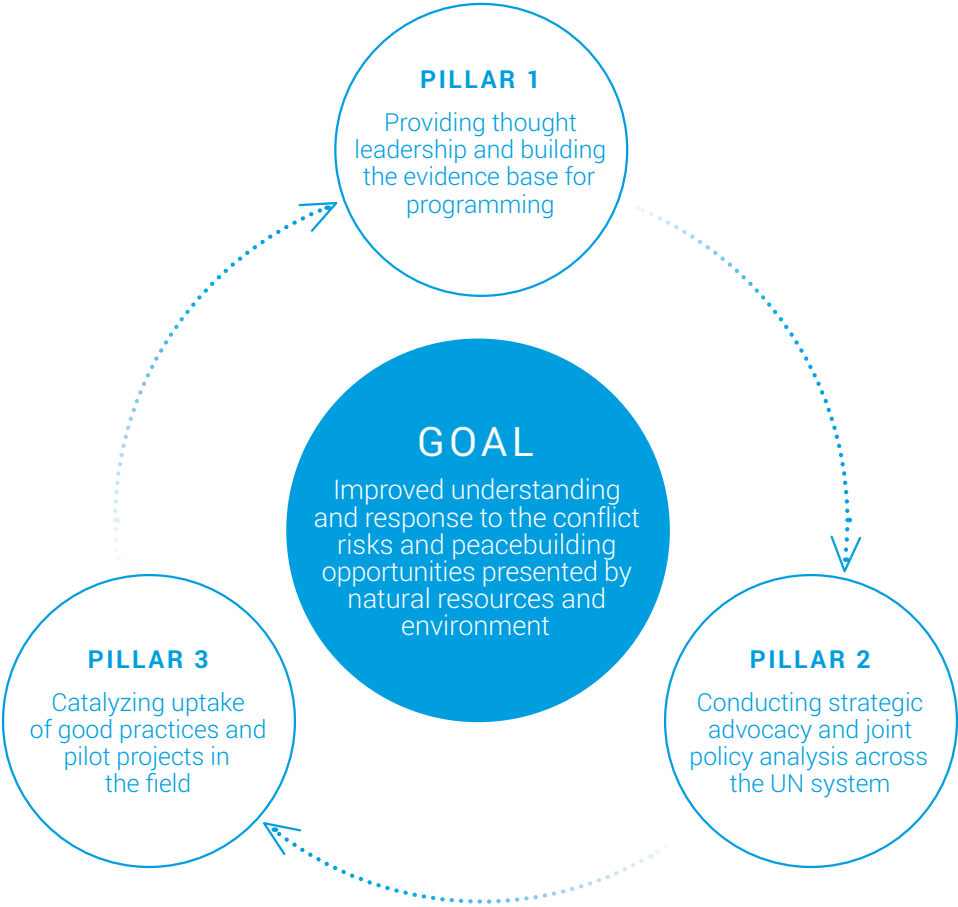 PILLAR 1
Providing thought
leadership and building
the evidence base for
programming
GOAL
Improved understanding
and response to the conflict
risks and peacebuilding
opportunities presented by
natural resources and
environment
PILLAR 3
Catalyzing uptake
of good practices and
pilot projects in
the field
PILLAR 2
Conducting strategic
advocacy and joint
policy analysis across
the UN system